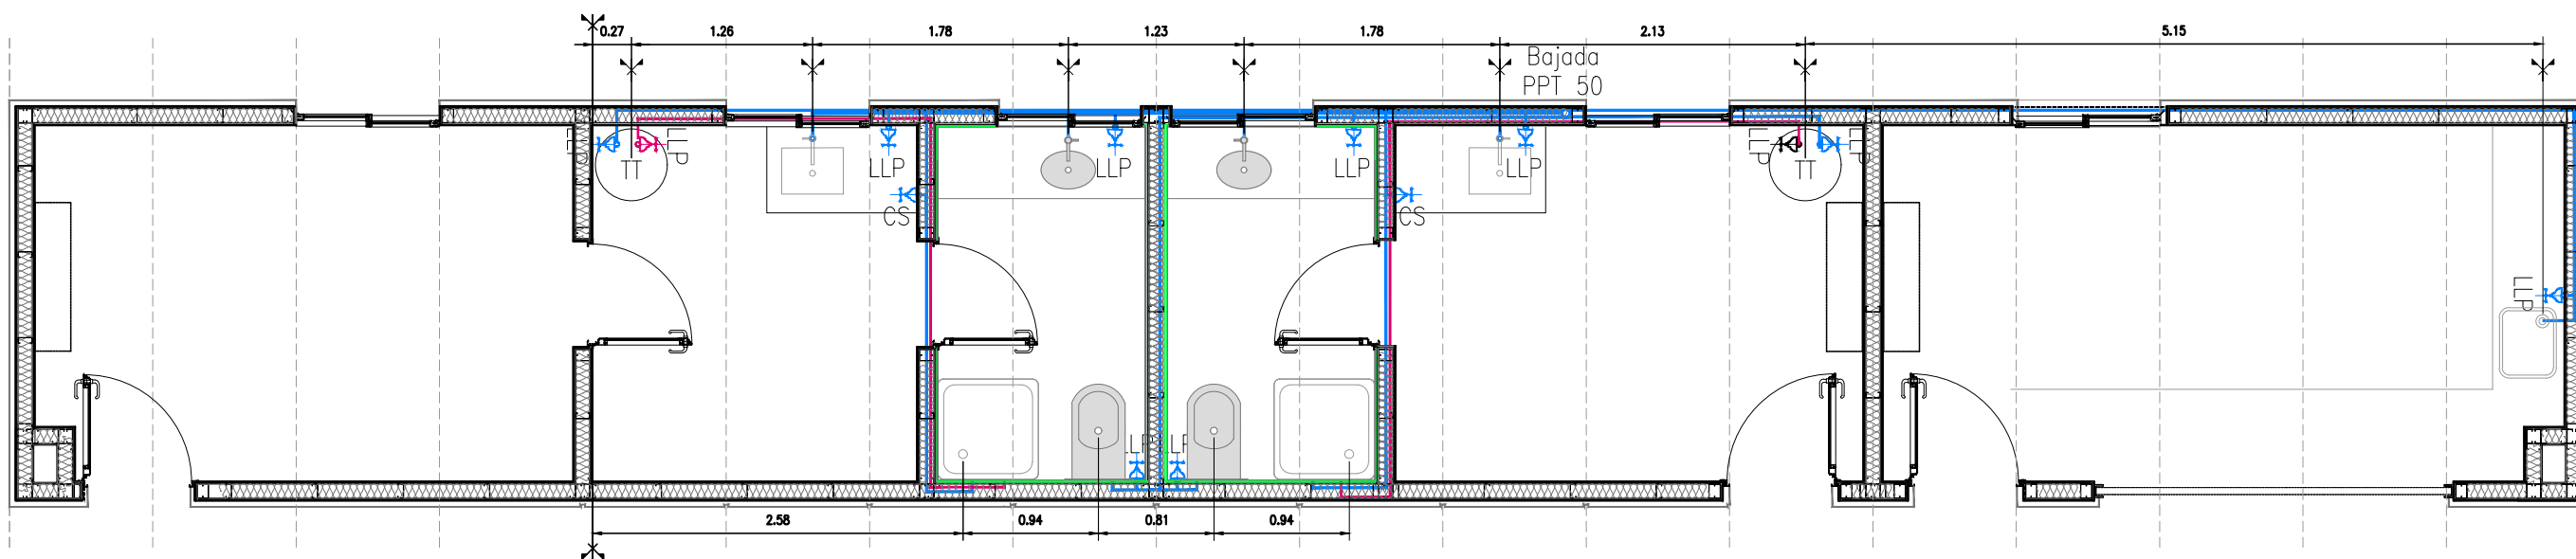 0.27
1.26
1.78
1.23
1.78
2.13
5.15
Bajada
PPT 50
LLP
TT
LLP
CS
LLP
LLP
CS
LLP
LLP
TT
LLP
LLP
2.58
0.94
0.81
0.94